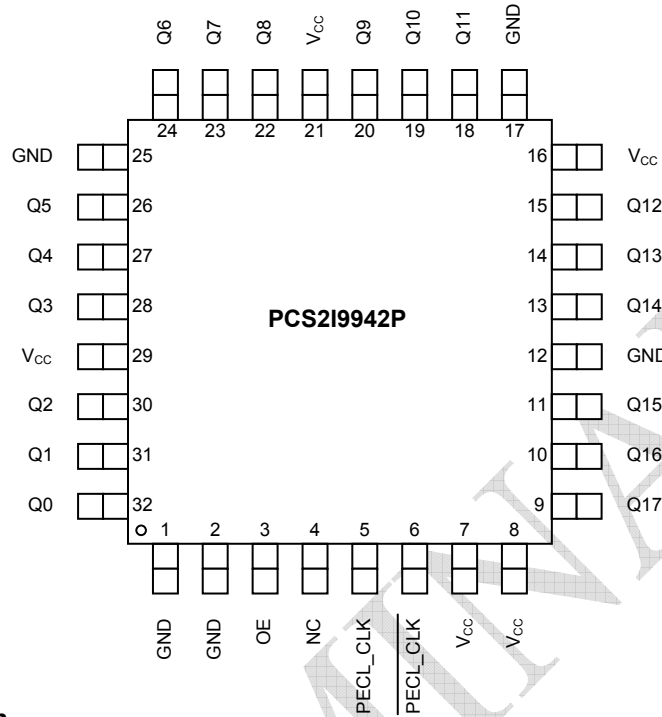 Q6 Q7 Q8 VCC Q9 Q10 Q11 GND
24 23 22 21 20 19 18 17
GND 25 16 VCC
Q5 26 15 Q12
Q4 27 14 Q13
Q3 28 13 Q14
PCS2I9942P
VCC 29 12 GND
Q2 30 11 Q15
Q1 31 10 Q16
Q0 32 9 Q17
1 2 3 4 5 6 7 8
GND GND OE NC PECL_CLK PECL_CLK VCC VCC